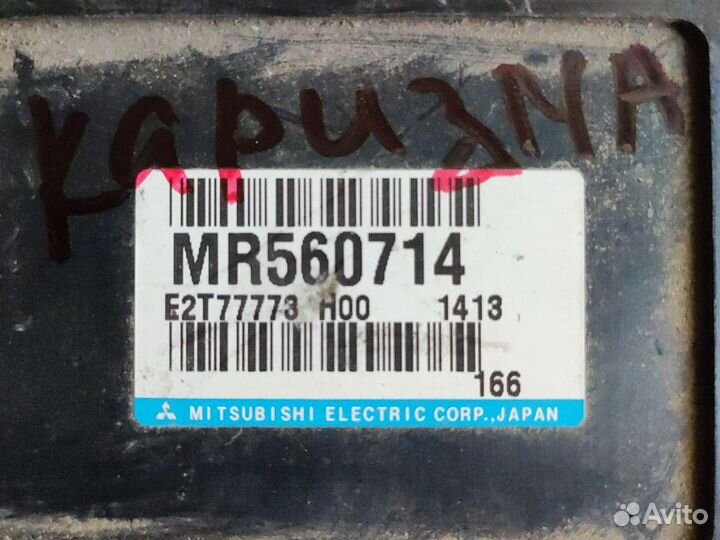 каризма
MR560714
E2T77773 H00 1413
166
MITSUBISHI ELECTRIC CORP., JAPAN
Avito